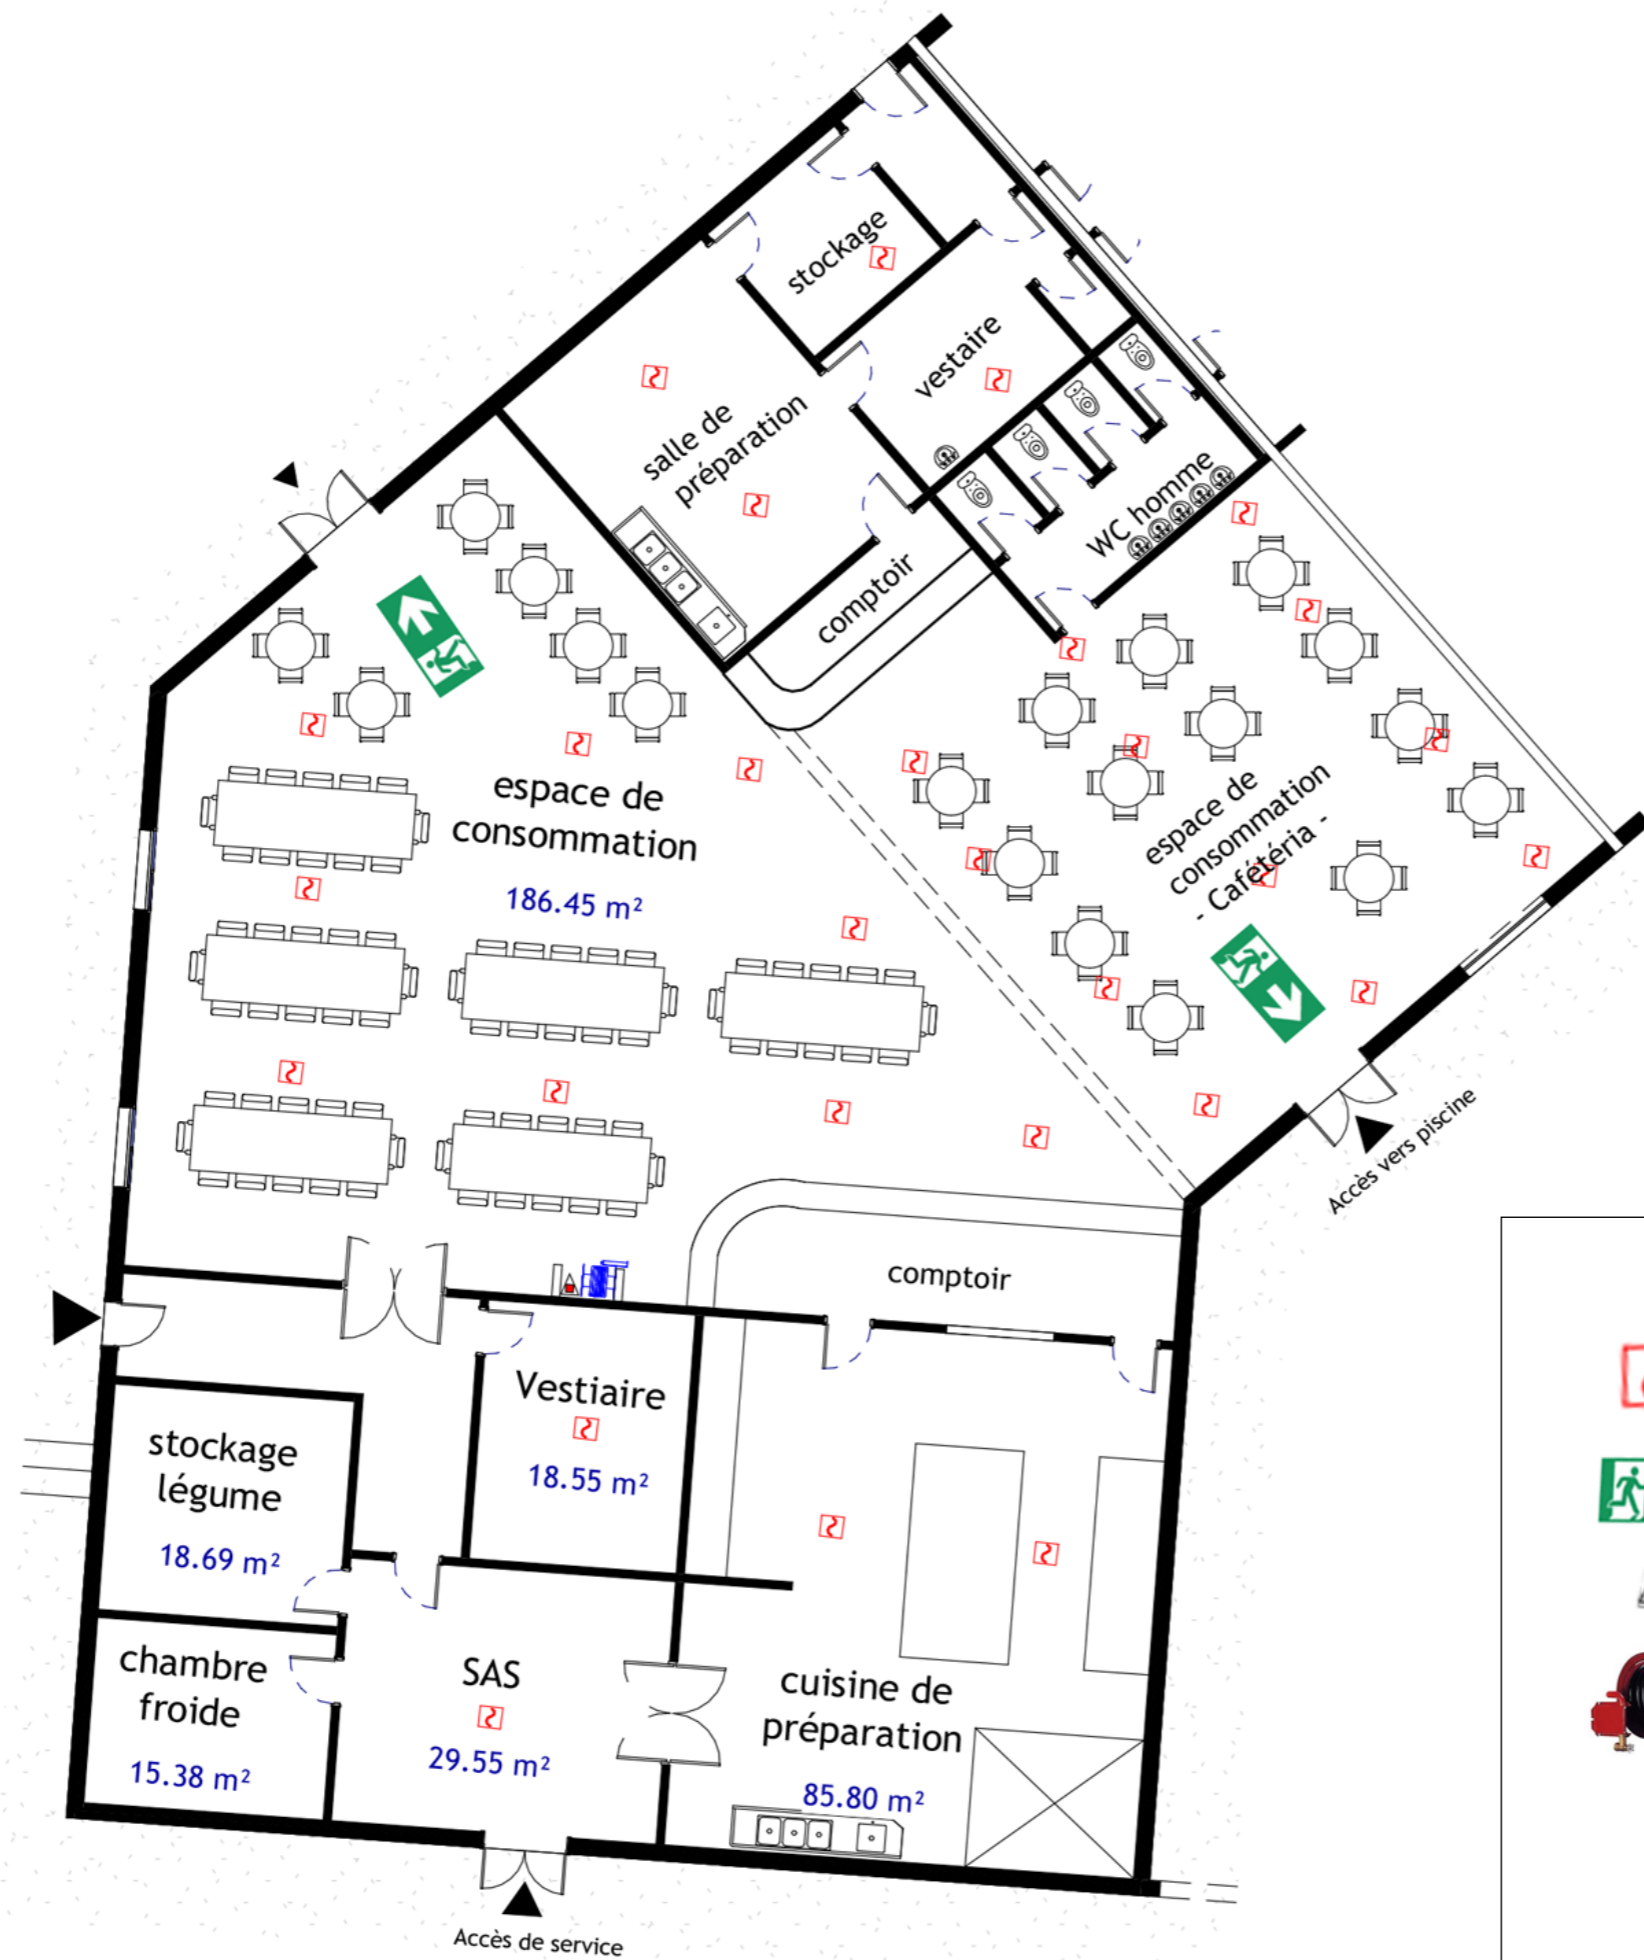 stockage
vestaire
salle de
préparation
WC homme
comptoir
espace de
consommation
186.45 m²
espace de
consommation
- Cafétéria -
Accès vers piscine
comptoir
Vestiaire
18.55 m²
stockage
légume
18.69 m²
chambre
froide
15.38 m²
SAS
29.55 m²
cuisine de
préparation
85.80 m²
Accès de service